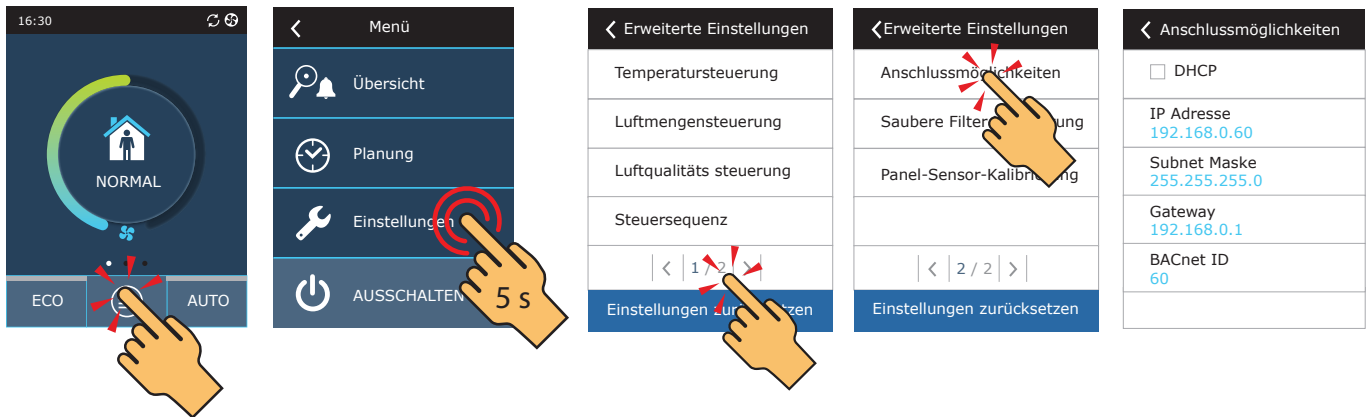 16:30
NORMAL
ECO
AUTO
Menü
Übersicht
Planung
Einstellungen
AUSSCHALTEN
5 s
Erweiterte Einstellungen
Temperatursteuerung
Luftmengensteuerung
Luftqualitäts steuerung
Steuersequenz
1 / 2
Einstellungen zurücksetzen
Erweiterte Einstellungen
Anschlussmöglichkeiten
Saubere Filter
Panel-Sensor-Kalibrierung
2 / 2
Einstellungen zurücksetzen
Anschlussmöglichkeiten
DHCP
IP Adresse
192.168.0.60
Subnet Maske
255.255.255.0
Gateway
192.168.0.1
BACnet ID
60